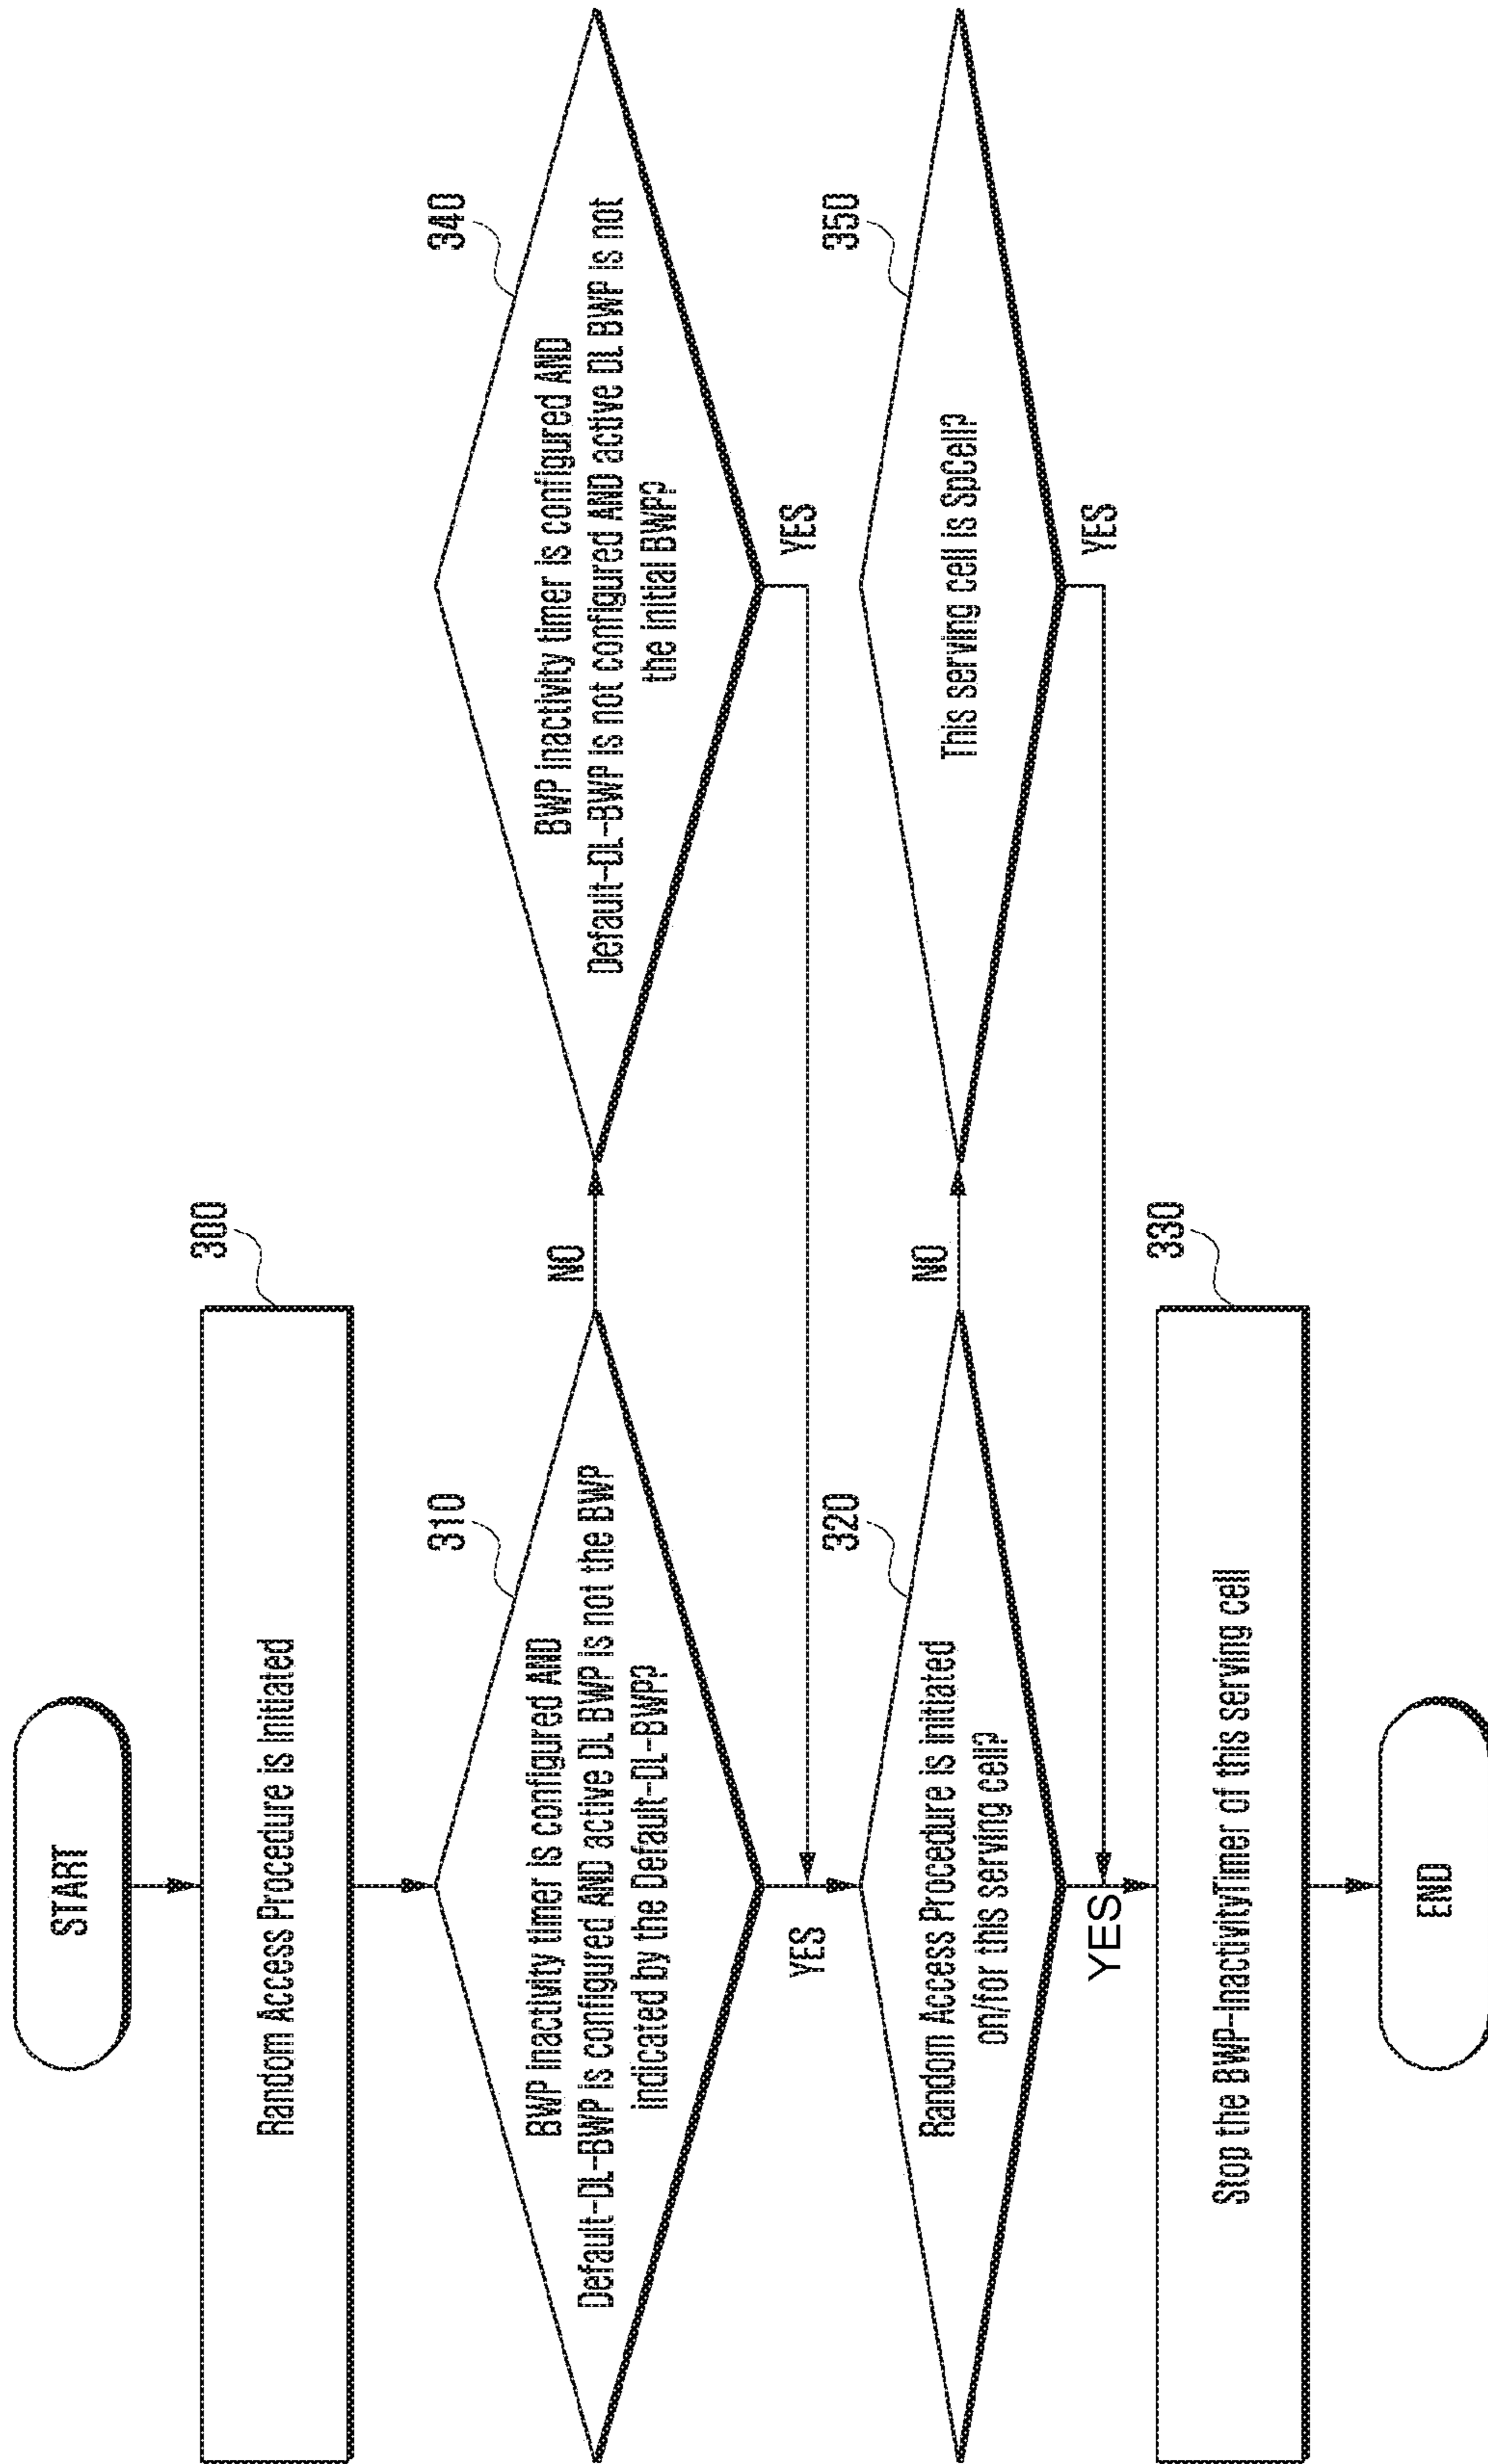 START
300
Random Access Procedure is Initiated
310
BWP inactivity timer is configured AND
Default-DL-BWP is configured AND active DL BWP is not the BWP
indicated by the Default-DL-BWP?
NO
340
BWP inactivity timer is configured AND
Default-DL-BWP is not configured AND active DL BWP is not
the initial BWP?
YES
YES
320
Random Access Procedure is initiated
on/for this serving cell?
NO
350
This serving cell is SpCell?
YES
YES
330
Stop the BWP-InactivityTimer of this serving cell
END